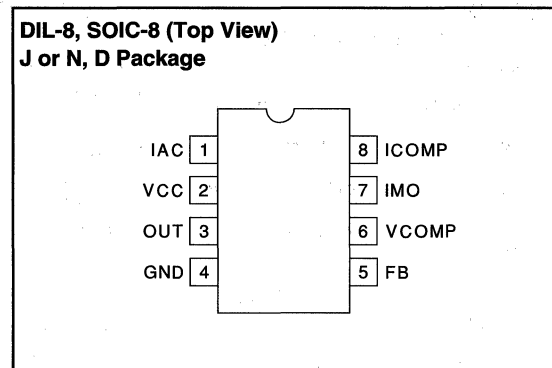 DIL-8, SOIC-8 (Top View)
J or N, D Package
IAC 1 8 ICOMP
VCC 2 7 IMO
OUT 3 6 VCOMP
GND 4 5 FB